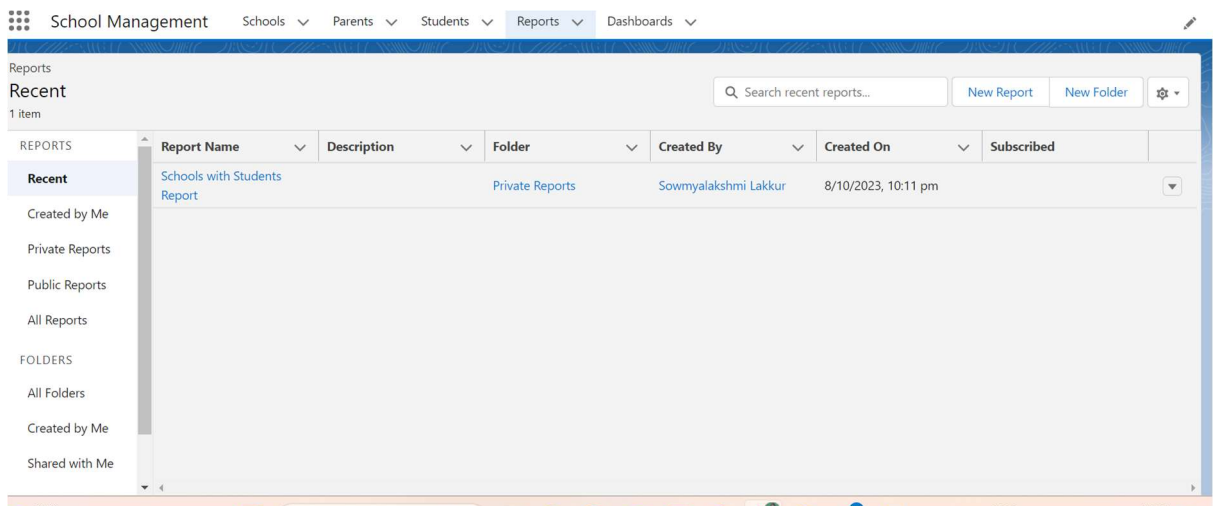 School Management Schools Parents Students Reports Dashboards
Reports
Recent
1 item
Search recent reports...
New Report
New Folder
REPORTS
Recent
Created by Me
Private Reports
Public Reports
All Reports
FOLDERS
All Folders
Created by Me
Shared with Me
Report Name Description Folder Created By Created On Subscribed
Schools with Students
Report
Private Reports Sowmyalakshmi Lakkur 8/10/2023, 10:11 pm